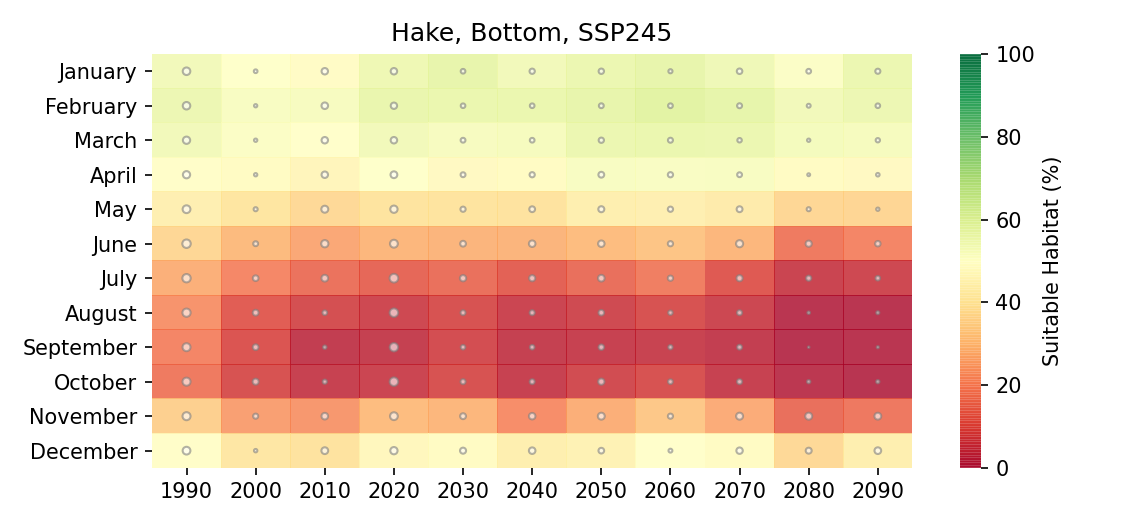 Hake, Bottom, SSP245
January
February
March
April
May
June
July
August
September
October
November
December
1990 2000 2010 2020 2030 2040 2050 2060 2070 2080 2090
100
80
60
40
20
0
Suitable Habitat (%)